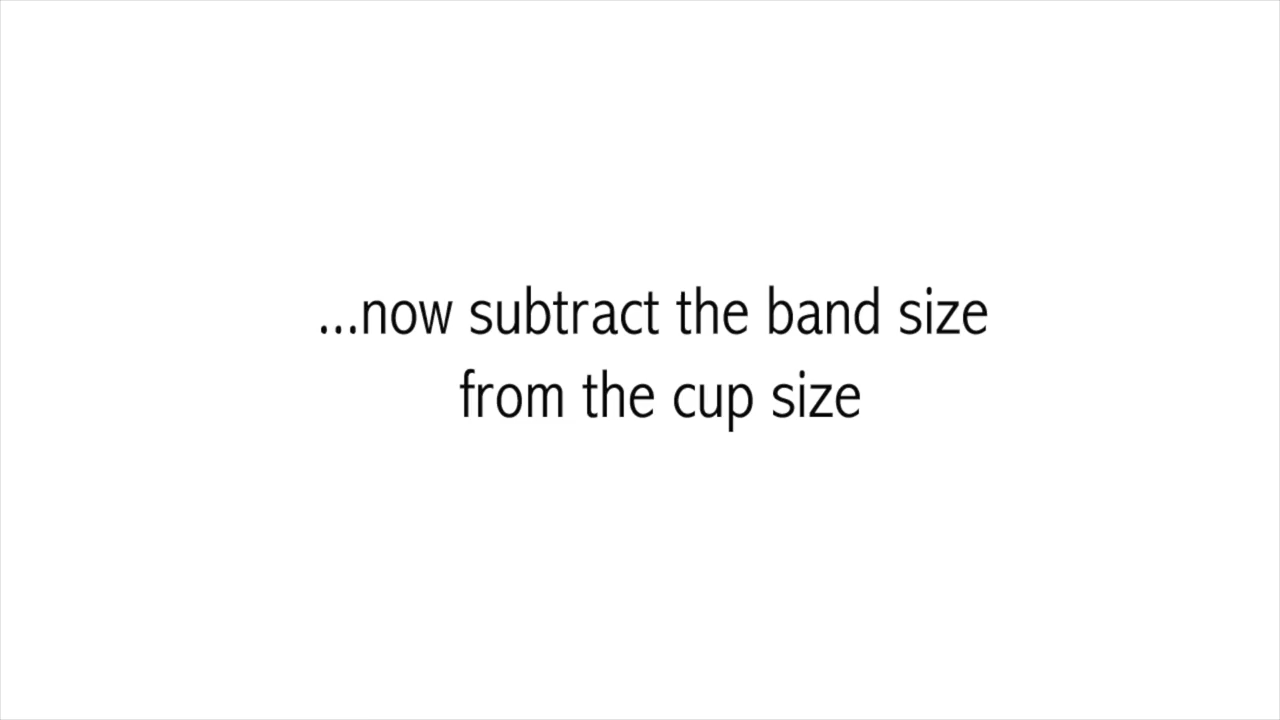 ...now subtract the band size
from the cup size